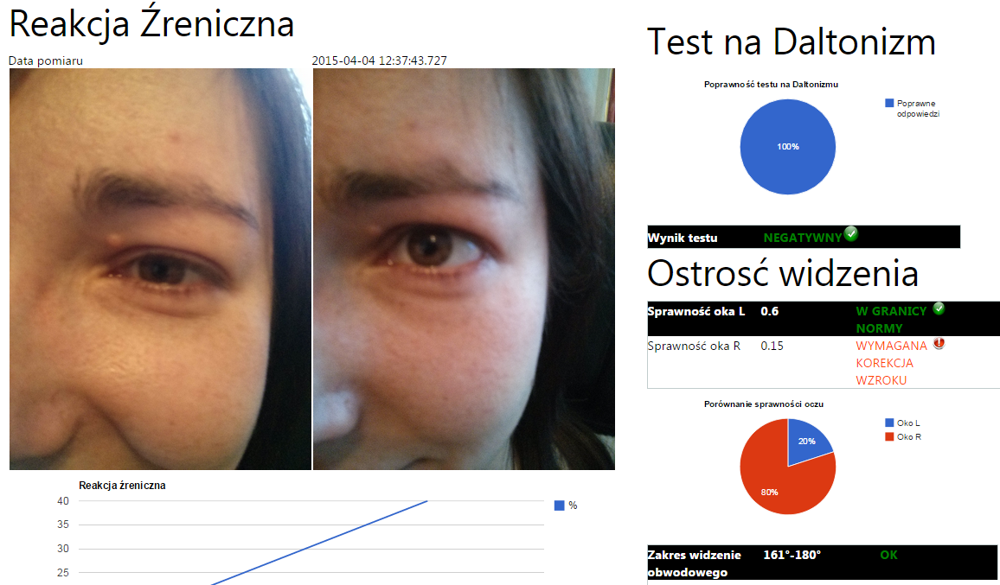 Reakcja Źreniczna
Data pomiaru 2015-04-04 12:37:43.727
Reakcja źreniczna
40
35
30
25
%
Test na Daltonizm
Poprawność testu na Daltonizmu
Poprawne
odpowiedzi
100%
Wynik testu NEGATYWNY
Ostrosć widzenia
Sprawność oka L 0.6 W GRANICY
NORMY
Sprawność oka R 0.15 WYMAGANA
KOREKCJA
WZROKU
Porównanie sprawności oczu
Oko L
Oko R
20%
80%
Zakres widzenie 161°-180° OK
obwodowego